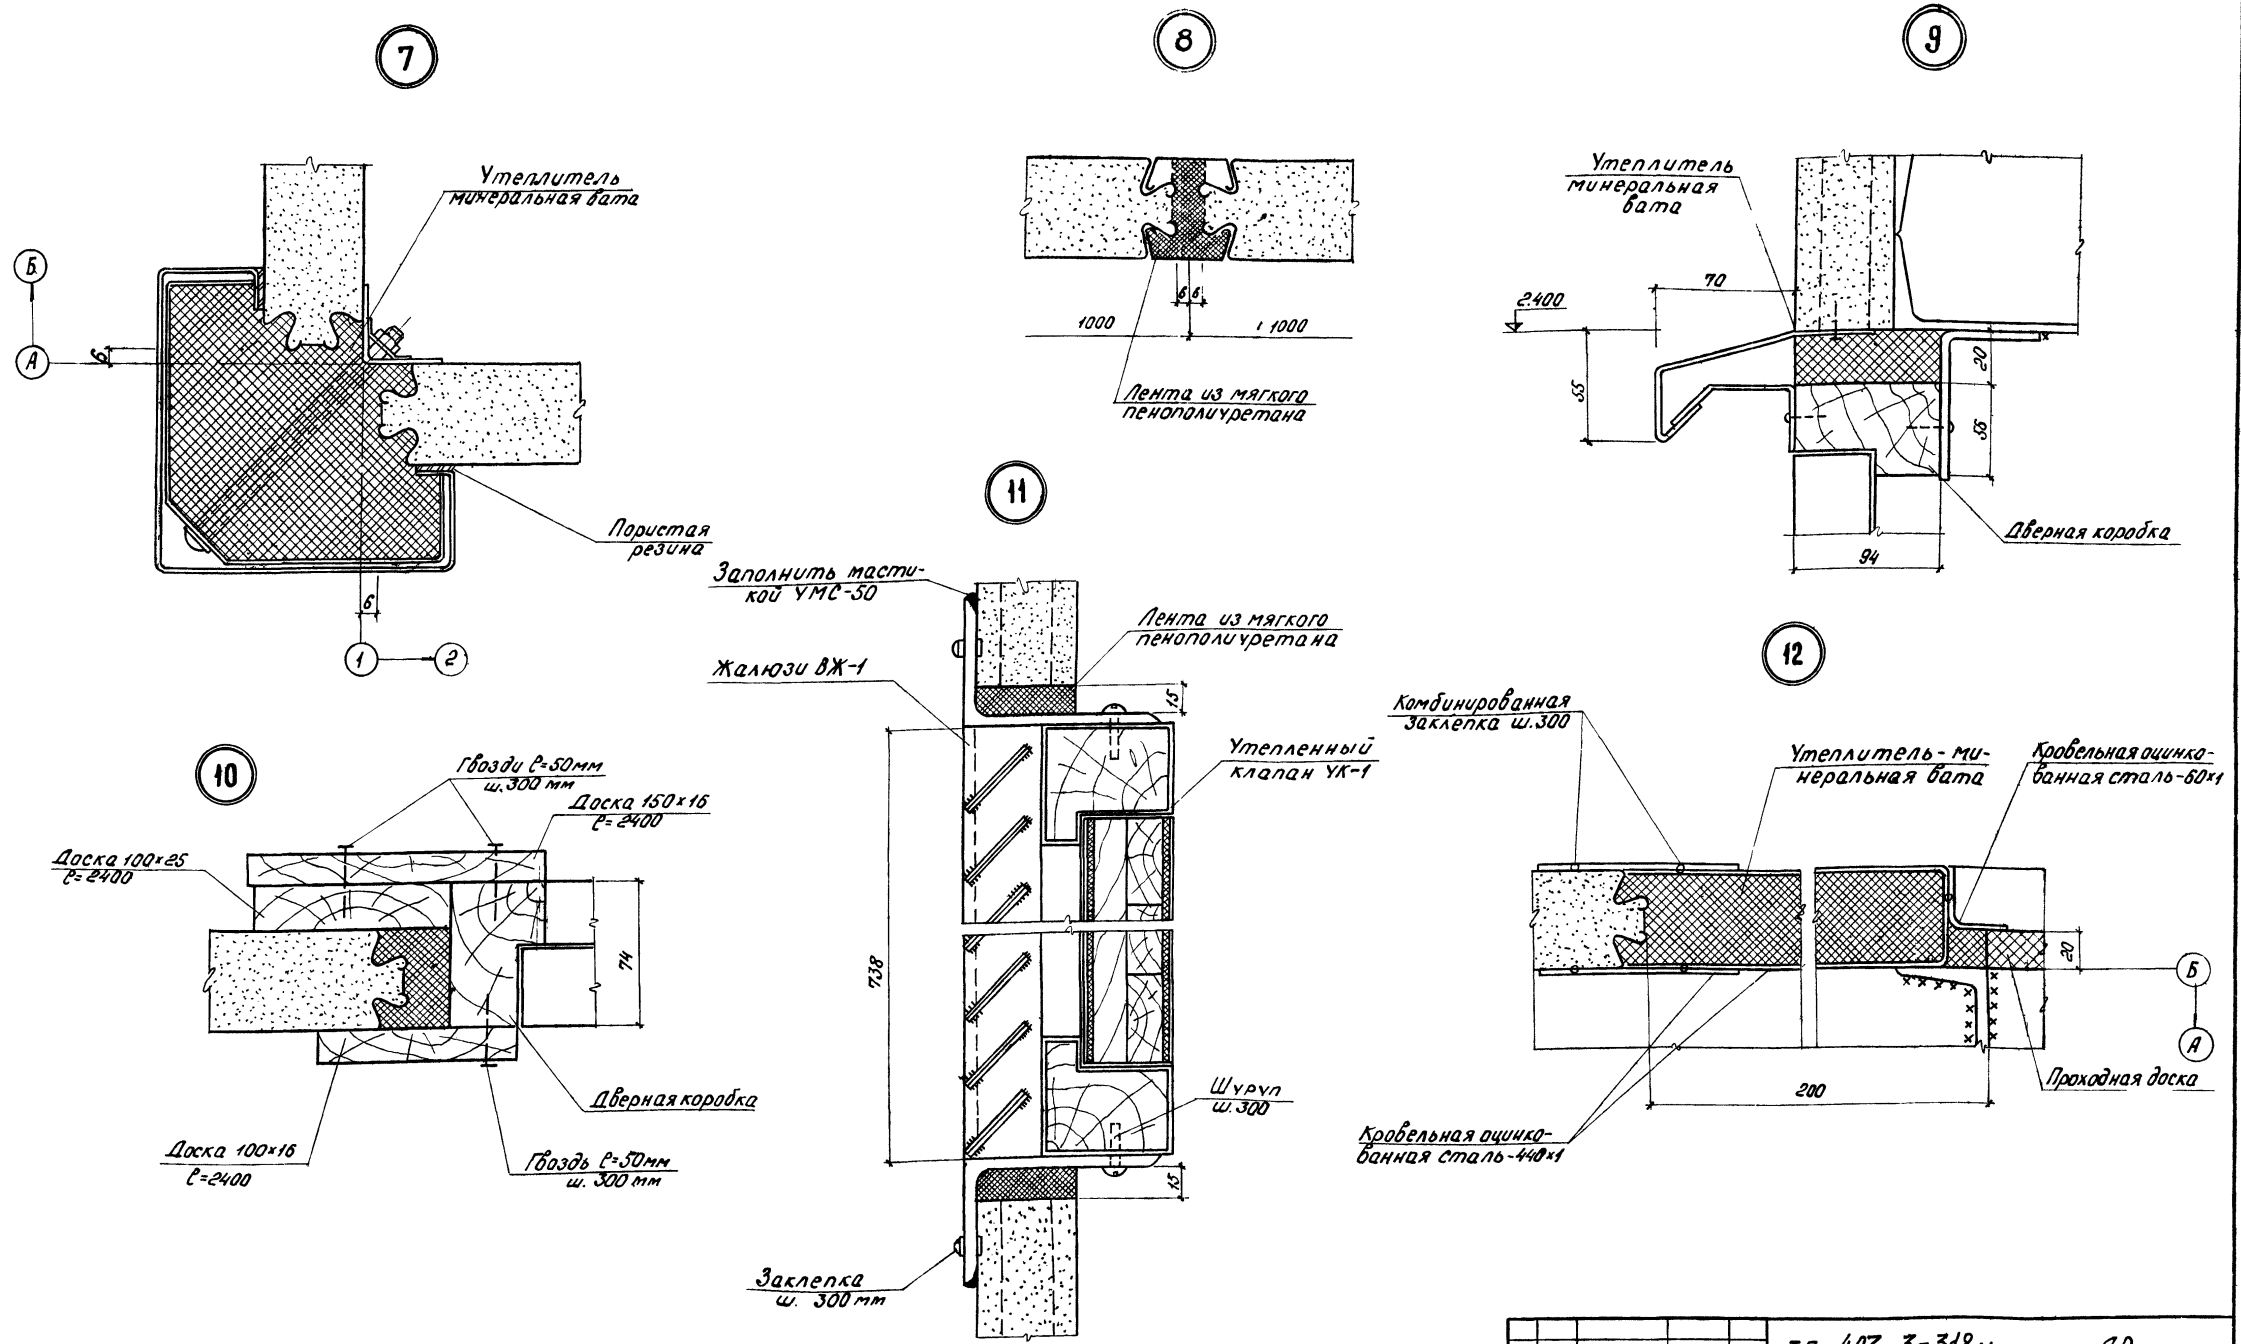 7
Утеплитель
минеральная вата
Б
А
6
Пористая
резина
6
1
2
8
6 6
1000
1000
Лента из мягкого
пенополиуретана
9
Утеплитель
минеральная
вата
70
2.400
55
20
56
94
Дверная коробка
10
Гвозди ℓ=50мм
ш.300 мм
Доска 150×16
ℓ=2400
Доска 100×25
ℓ=2400
74
Дверная коробка
Доска 100×16
ℓ=2400
Гвоздь ℓ=50мм
ш. 300 мм
11
Заполнить масти-
кой УМС-50
Лента из мягкого
пенополиуретана
Жалюзи ВЖ-1
15
Утепленный
клапан УК-1
738
Шуруп
ш.300
15
Заклепка
ш. 300 мм
12
Комбинированная
заклепка ш.300
Утеплитель-ми-
неральная вата
Кровельная оцинко-
ванная сталь-60×1
20
Б
А
200
Проходная доска
Кровельная оцинко-
ванная сталь-440×1